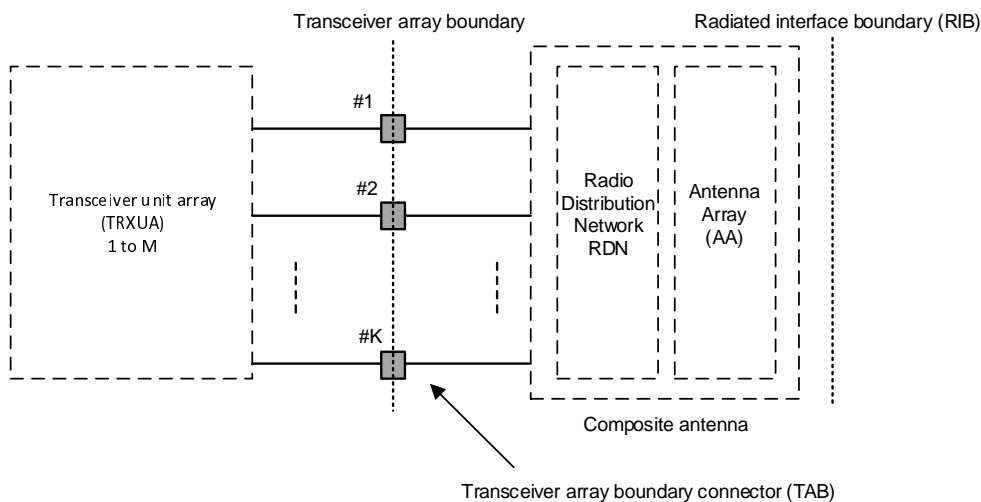 Transceiver array boundary
Radiated interface boundary (RIB)
#1
#2
#K
Transceiver unit array
(TRXUA)
1 to M
Radio
Distribution
Network
RDN
Antenna
Array
(AA)
Composite antenna
Transceiver array boundary connector (TAB)